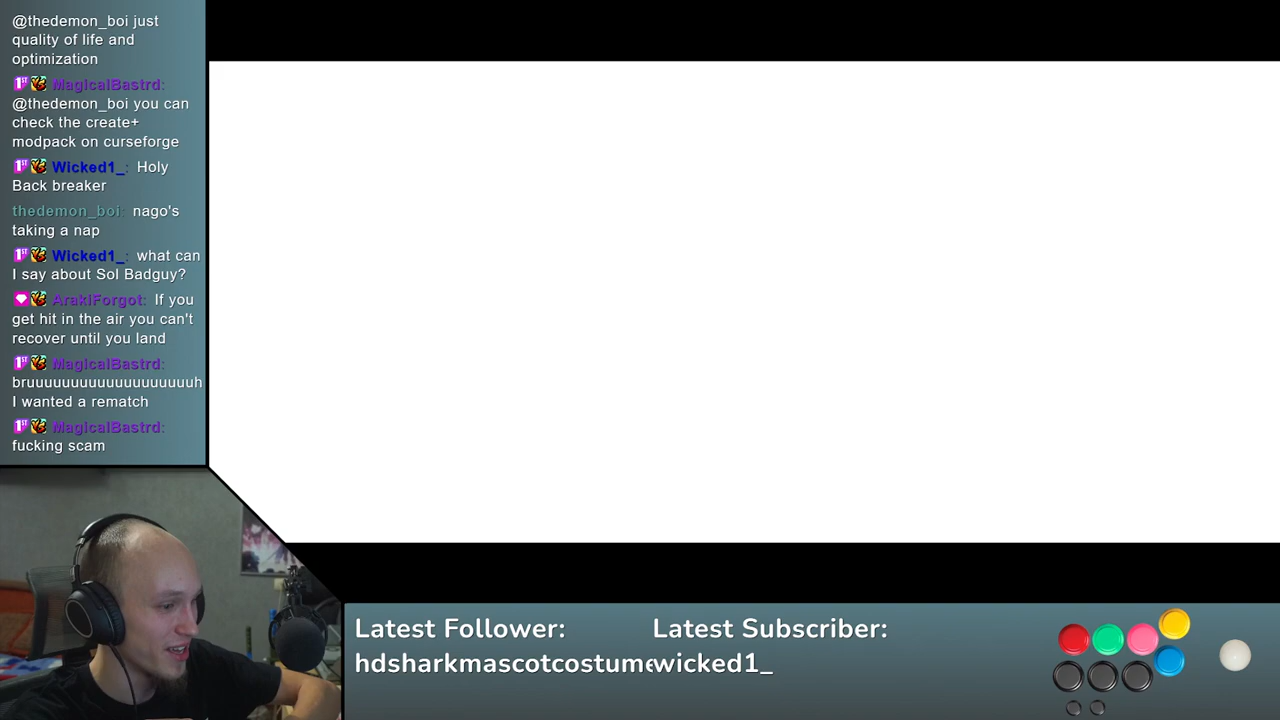 @thedemon_boi just
quality of life and
optimization
MagicalBastrd:
@thedemon_boi you can
check the create+
modpack on curseforge
Wicked1_: Holy
Back breaker
thedemon_boi: nago's
taking a nap
Wicked1_: what can
I say about Sol Badguy?
ArakiForgot: If you
get hit in the air you can't
recover until you land
MagicalBastrd:
bruuuuuuuuuuuuuuuuuuuh
I wanted a rematch
MagicalBastrd:
fucking scam
Latest Follower:
hdsharkmascotcostume
Latest Subscriber:
wicked1_